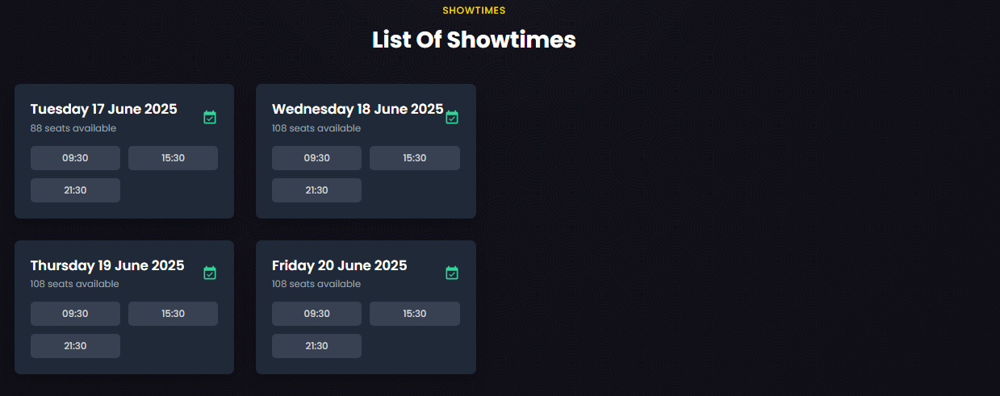 SHOWTIMES
List Of Showtimes
Tuesday 17 June 2025
88 seats available
09:30
15:30
21:30
Wednesday 18 June 2025
108 seats available
09:30
15:30
21:30
Thursday 19 June 2025
108 seats available
09:30
15:30
21:30
Friday 20 June 2025
108 seats available
09:30
15:30
21:30